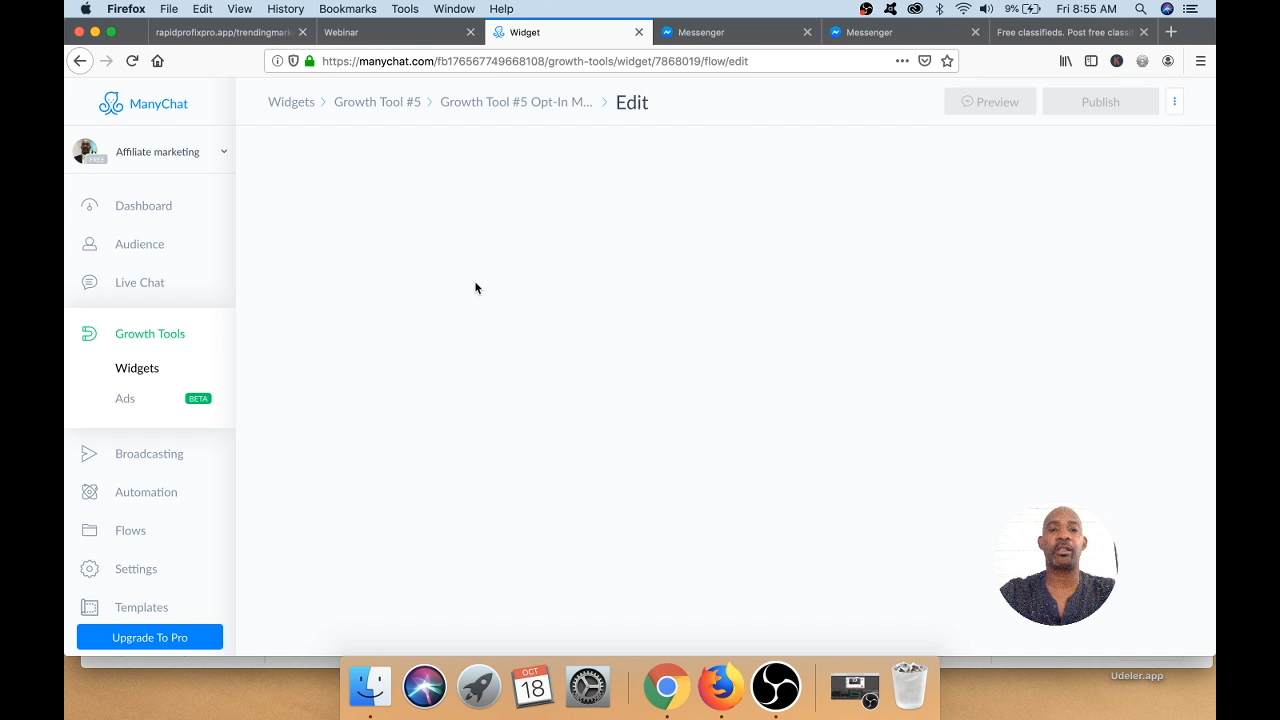 Firefox File Edit View History Bookmarks Tools Window Help 9% Fri 8:55 AM
rapidprofixpro.app/trendingmark Webinar Widget Messenger Messenger Free classifieds. Post free classif
https://manychat.com/fb176567749668108/growth-tools/widget/7868019/flow/edit
ManyChat
Widgets Growth Tool #5 Growth Tool #5 Opt-In M... Edit Preview Publish
FREE
Affiliate marketing
Dashboard
Audience
Live Chat
Growth Tools
Widgets
Ads BETA
Broadcasting
Automation
Flows
Settings
Templates
Upgrade To Pro
Udeler.app
OCT
18